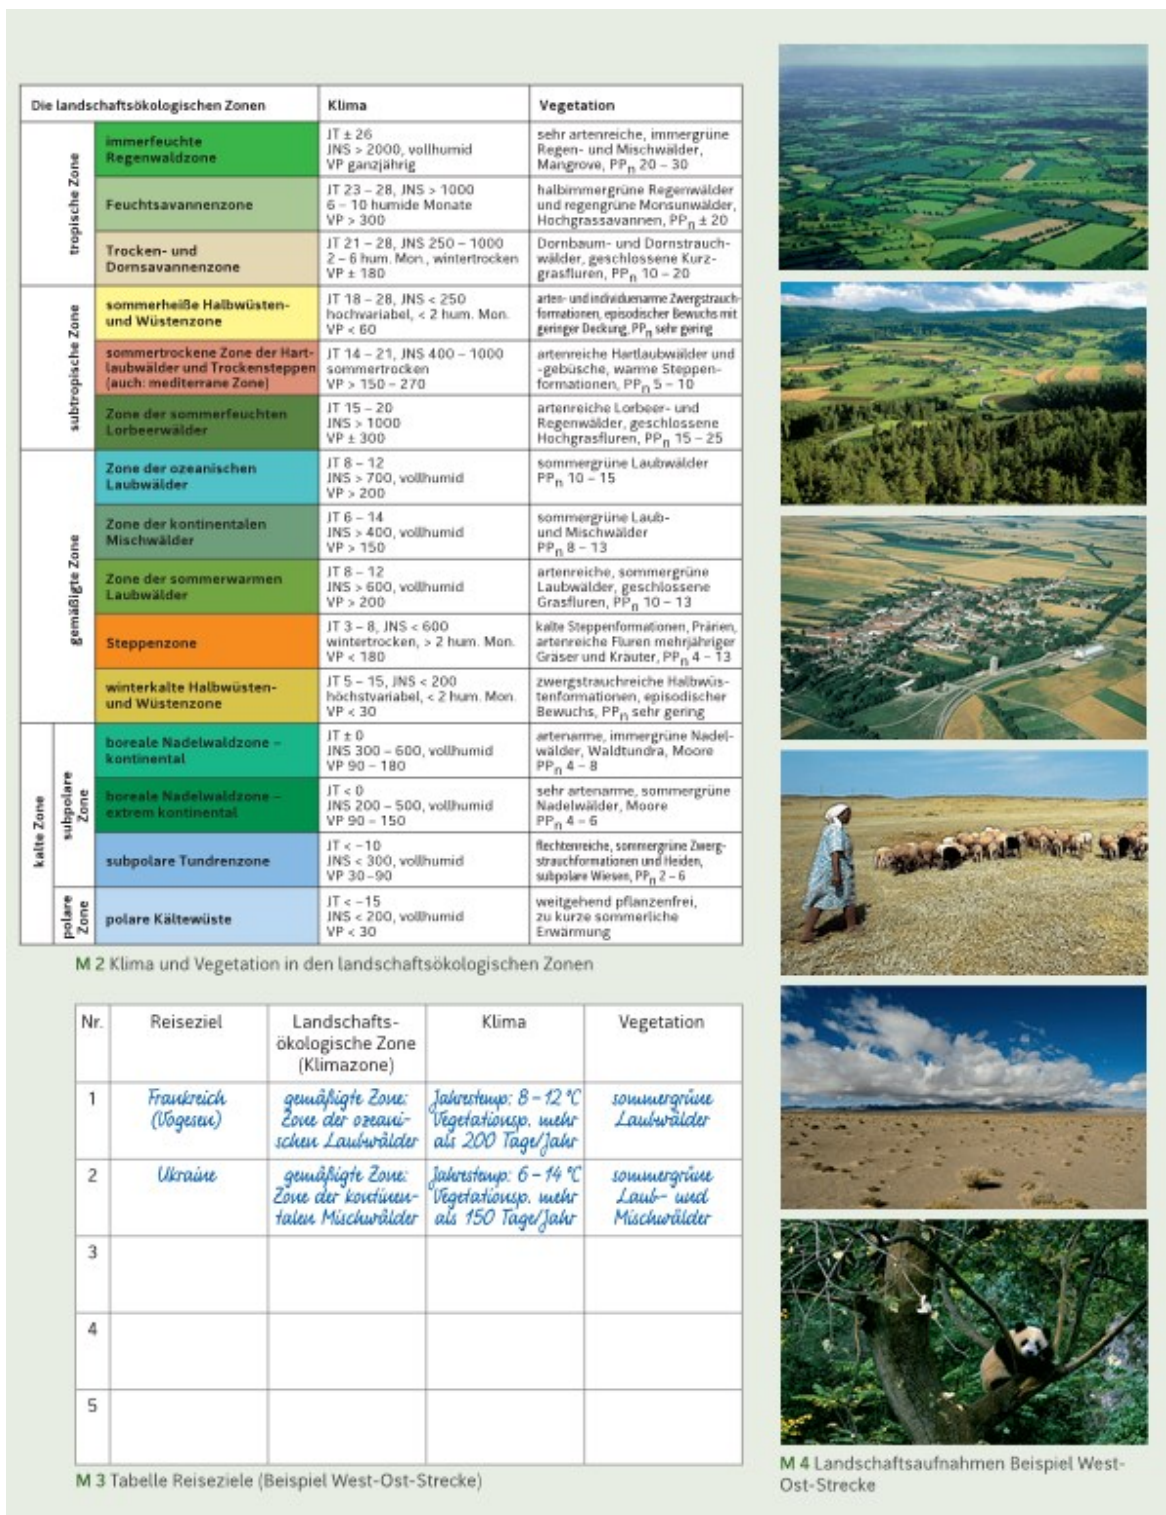 Die landschaftsökologischen Zonen
Klima
Vegetation
tropische Zone
immerfeuchte
Regenwaldzone
JT ± 26
JNS > 2000, vollhumid
VP ganzjährig
sehr artenreiche, immergrüne
Regen- und Mischwälder,
Mangrove, PPn 20 – 30
Feuchtsavannenzone
JT 23 – 28, JNS > 1000
6 – 10 humide Monate
VP > 300
halbimmergrüne Regenwälder
und regengrüne Monsunwälder,
Hochgrassavannen, PPn ± 20
Trocken- und
Dornsavannenzone
JT 21 – 28, JNS 250 – 1000
2 – 6 hum. Mon., wintertrocken
VP ± 180
Dornbaum- und Dornstrauch-
wälder, geschlossene Kurz-
grasfluren, PPn 10 – 20
subtropische Zone
sommerheiße Halbwüsten-
und Wüstenzone
JT 18 – 28, JNS < 250
hochvariabel, < 2 hum. Mon.
VP < 60
arten- und individuenarme Zwergstrauch-
formationen, episodischer Bewuchs mit
geringer Deckung, PPn sehr gering
sommertrockene Zone der Hart-
laubwälder und Trockensteppen
(auch: mediterrane Zone)
JT 14 – 21, JNS 400 – 1000
sommertrocken
VP > 150 – 270
artenreiche Hartlaubwälder und
-gebüsche, warme Steppen-
formationen, PPn 5 – 10
Zone der sommerfeuchten
Lorbeerwälder
JT 15 – 20
JNS > 1000
VP ± 300
artenreiche Lorbeer- und
Regenwälder, geschlossene
Hochgrasfluren, PPn 15 – 25
gemäßigte Zone
Zone der ozeanischen
Laubwälder
JT 8 – 12
JNS > 700, vollhumid
VP > 200
sommergrüne Laubwälder
PPn 10 – 15
Zone der kontinentalen
Mischwälder
JT 6 – 14
JNS > 400, vollhumid
VP > 150
sommergrüne Laub-
und Mischwälder
PPn 8 – 13
Zone der sommerwarmen
Laubwälder
JT 8 – 12
JNS > 600, vollhumid
VP > 200
artenreiche, sommergrüne
Laubwälder, geschlossene
Grasfluren, PPn 10 – 13
Steppenzone
JT 3 – 8, JNS < 600
wintertrocken, > 2 hum. Mon.
VP < 180
kalte Steppenformationen, Prärien,
artenreiche Fluren mehrjähriger
Gräser und Kräuter, PPn 4 – 13
winterkalte Halbwüsten-
und Wüstenzone
JT 5 – 15, JNS < 200
höchstvariabel, < 2 hum. Mon.
VP < 30
zwergstrauchreiche Halbwüs-
tenformationen, episodischer
Bewuchs, PPn sehr gering
kalte Zone
subpolare
Zone
boreale Nadelwaldzone –
kontinental
JT ± 0
JNS 300 – 600, vollhumid
VP 90 – 180
artenarme, immergrüne Nadel-
wälder, Waldtundra, Moore
PPn 4 – 8
boreale Nadelwaldzone –
extrem kontinental
JT < 0
JNS 200 – 500, vollhumid
VP 90 – 150
sehr artenarme, sommergrüne
Nadelwälder, Moore
PPn 4 – 6
subpolare Tundrenzone
JT < −10
JNS < 300, vollhumid
VP 30–90
flechtenreiche, sommergrüne Zwerg-
strauchformationen und Heiden,
subpolare Wiesen, PPn 2 – 6
polare
Zone
polare Kältewüste
JT < −15
JNS < 200, vollhumid
VP < 30
weitgehend pflanzenfrei,
zu kurze sommerliche
Erwärmung
M 2 Klima und Vegetation in den landschaftsökologischen Zonen
Nr.
Reiseziel
Landschafts-
ökologische Zone
(Klimazone)
Klima
Vegetation
1
Frankreich
(Vogesen)
gemäßigte Zone:
Zone der ozeani-
schen Laubwälder
Jahrestemp: 8 – 12 °C
Vegetationsp. mehr
als 200 Tage/Jahr
sommergrüne
Laubwälder
2
Ukraine
gemäßigte Zone:
Zone der kontinen-
talen Mischwälder
Jahrestemp: 6 – 14 °C
Vegetationsp. mehr
als 150 Tage/Jahr
sommergrüne
Laub- und
Mischwälder
3
4
5
M 3 Tabelle Reiseziele (Beispiel West-Ost-Strecke)
M 4 Landschaftsaufnahmen Beispiel West-
Ost-Strecke